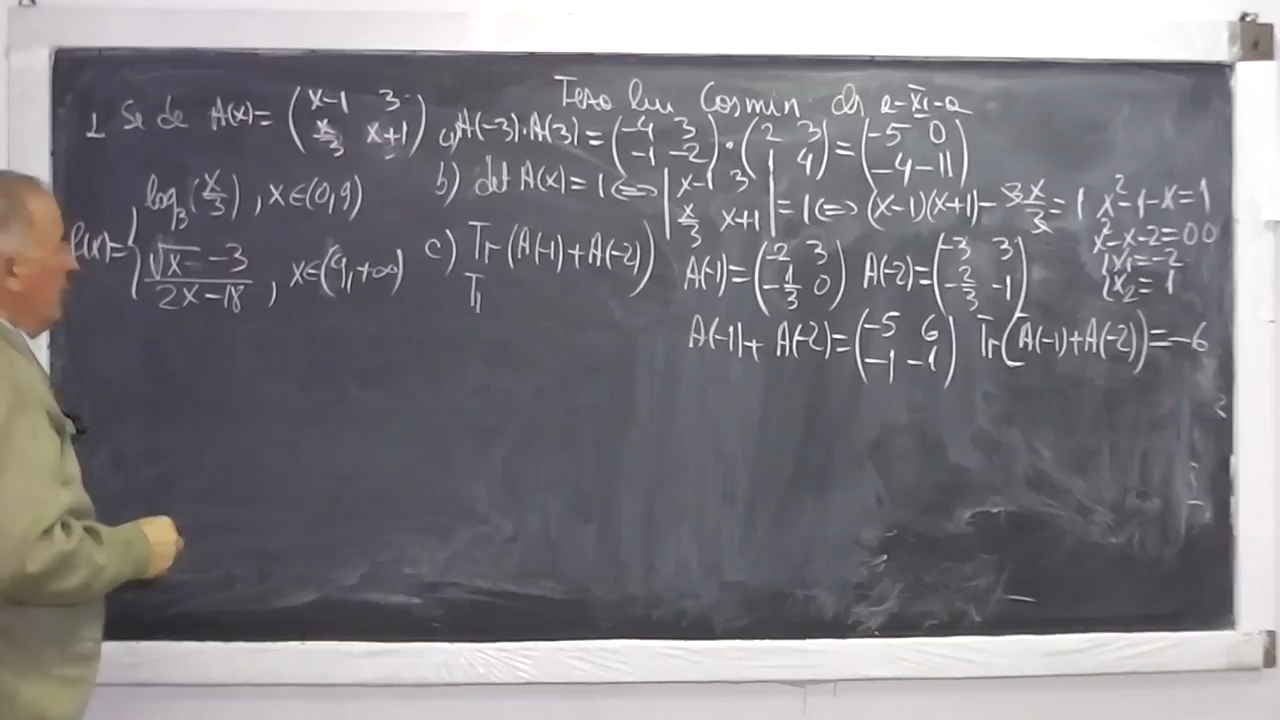 Teza lui Cosmin cls a-XI-a
1 Se dă A(x)= (x-1 3 / x/3 x+1)
a) A(-3)·A(3)= (-4 3 / -1 -2) · (2 3 / 1 4) = (-5 0 / -4 -11)
b) det A(x)=1 ⟺ |x-1 3 / x/3 x+1| =1 ⟺ (x-1)(x+1)-3x/3=1
x²-1-x=1
x²-x-2=0 0
{x₁=-2
{x₂=1
c) Tr(A(-1)+A(-2))
T₁
A(-1)= (-2 3 / -1/3 0) A(-2)= (-3 3 / -2/3 -1)
A(-1)+A(-2)= (-5 6 / -1 -1) Tr(A(-1)+A(-2))=-6
f(x)= { log₃(x/3), x∈(0,9)
√x-3 / 2x-18, x∈(9,+∞)